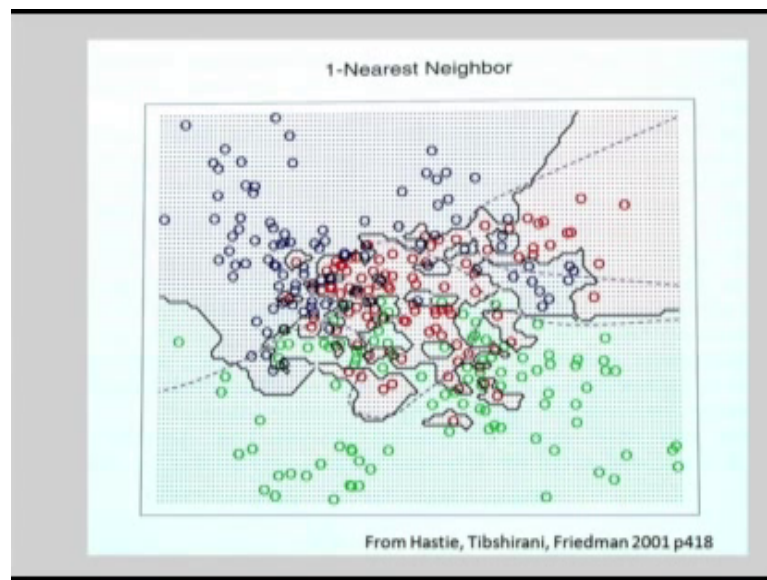 1-Nearest Neighbor
From Hastie, Tibshirani, Friedman 2001 p418